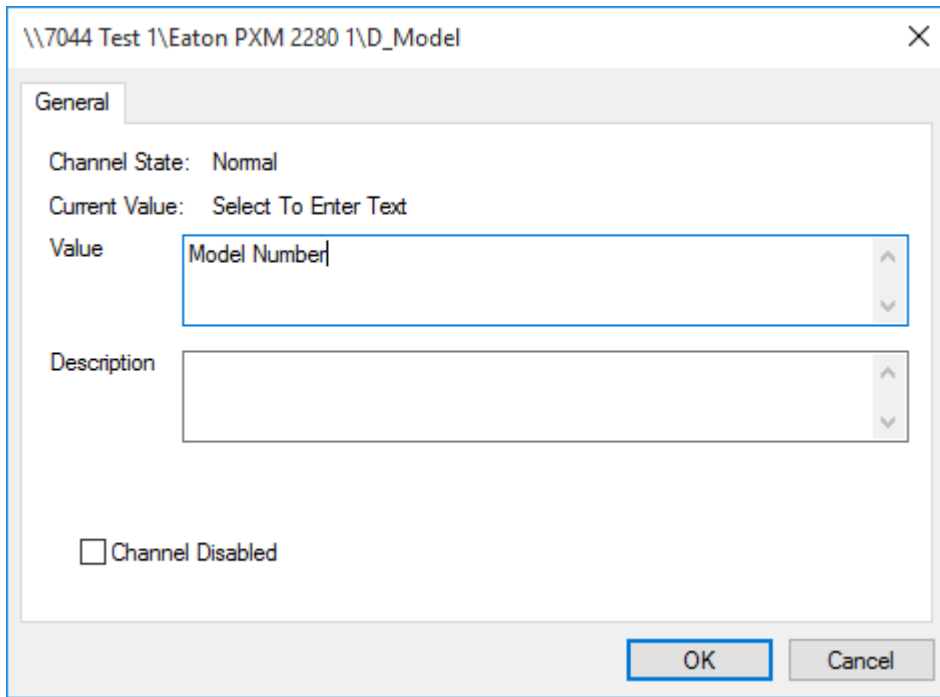 \\7044 Test 1\Eaton PXM 2280 1\D_Model
General
Channel State: Normal
Current Value: Select To Enter Text
Value Model Number
Description
Channel Disabled
OK Cancel